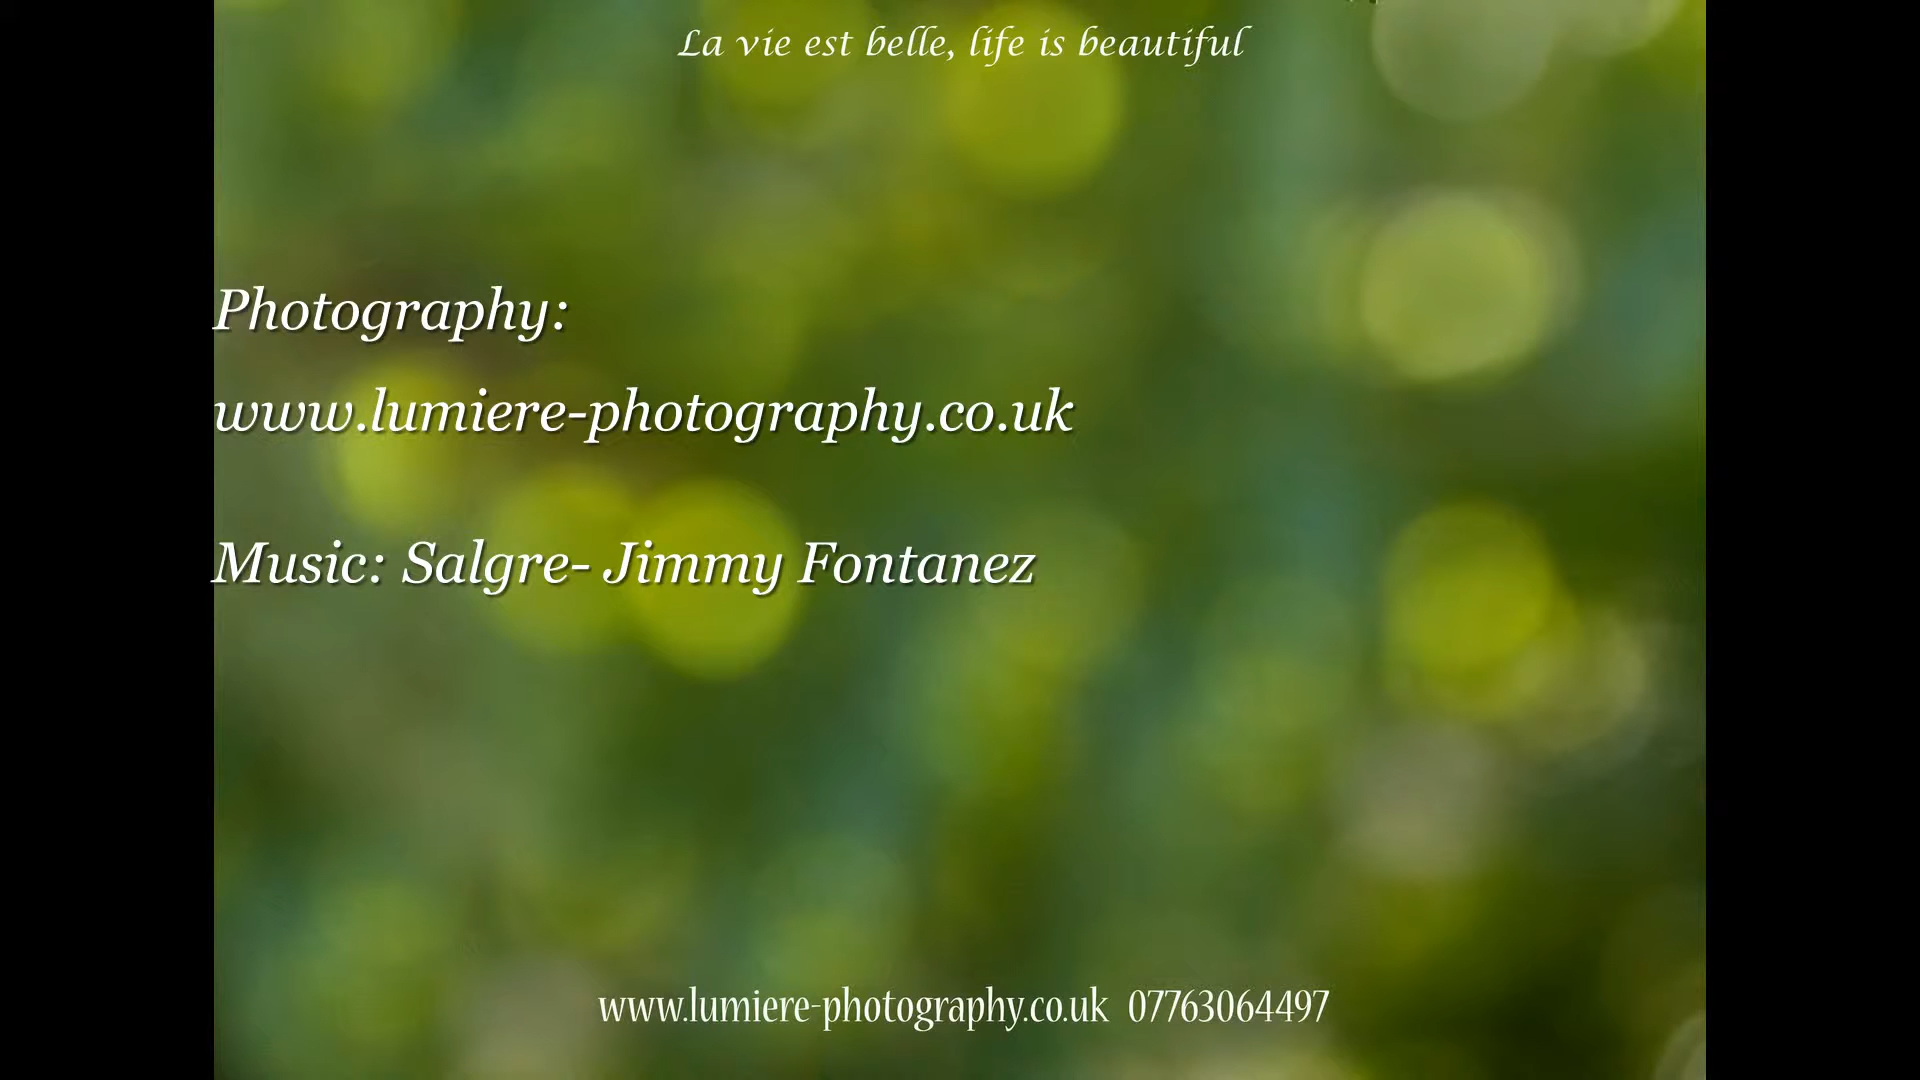 La vie est belle, life is beautiful
Photography:
www.lumiere-photography.co.uk
Music: Salgre- Jimmy Fontanez
www.lumiere-photography.co.uk 07763064497